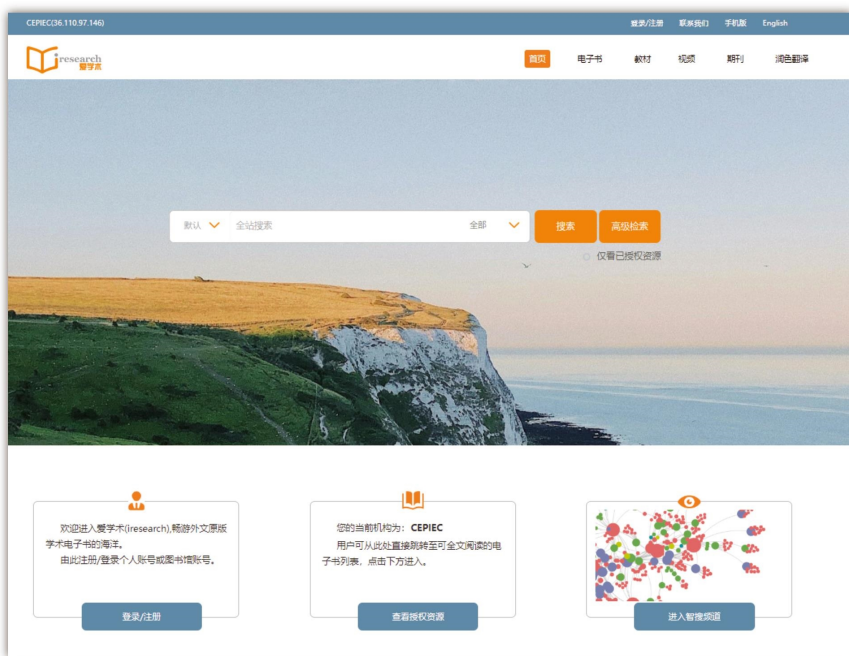 CEPIEC(36.110.97.146)
登录/注册 联系我们 手机版 English
iresearch
爱学术
首页 电子书 教材 视频 期刊 润色翻译
默认 全站搜索 全部 搜索 高级检索
仅看已授权资源
欢迎进入爱学术(iresearch),畅游外文原版
学术电子书的海洋。
由此注册/登录个人账号或图书馆账号。
登录/注册
您的当前机构为：CEPIEC
用户可从此处直接跳转至可全文阅读的电
子书列表，点击下方进入。
查看授权资源
进入智搜频道